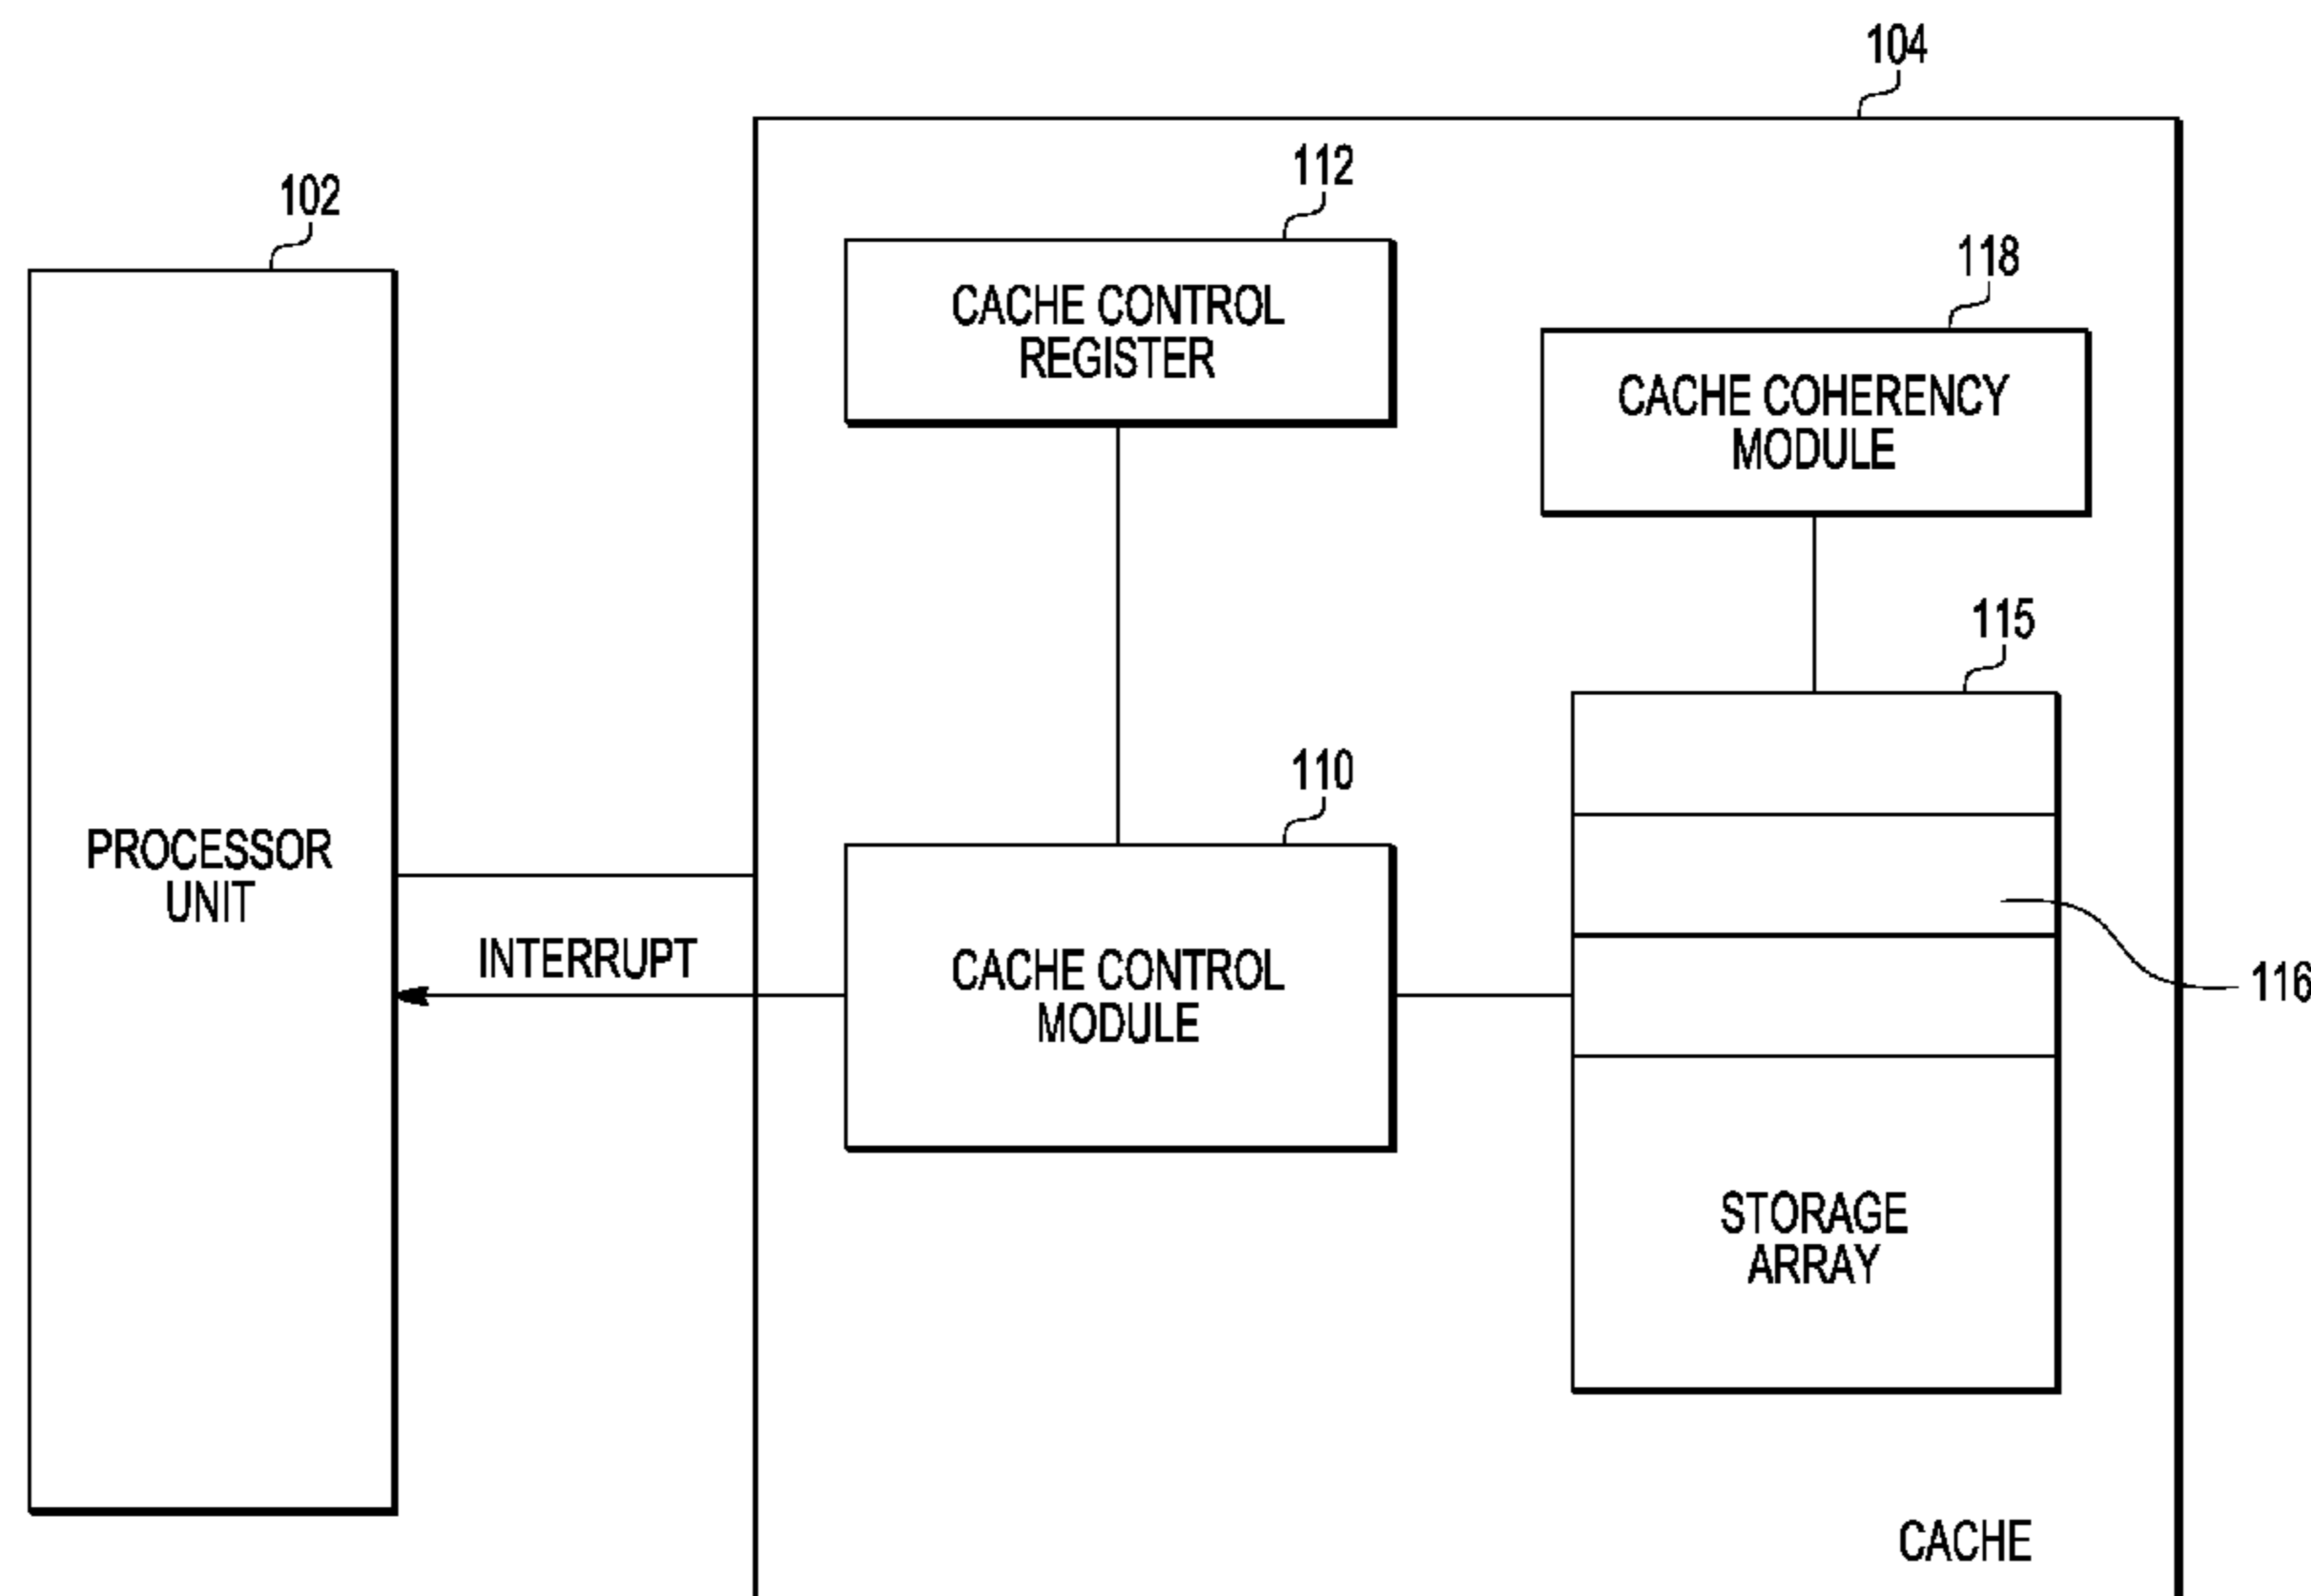 104
112
102
118
CACHE CONTROL
REGISTER
CACHE COHERENCY
MODULE
115
110
PROCESSOR
UNIT
INTERRUPT
CACHE CONTROL
MODULE
116
STORAGE
ARRAY
CACHE